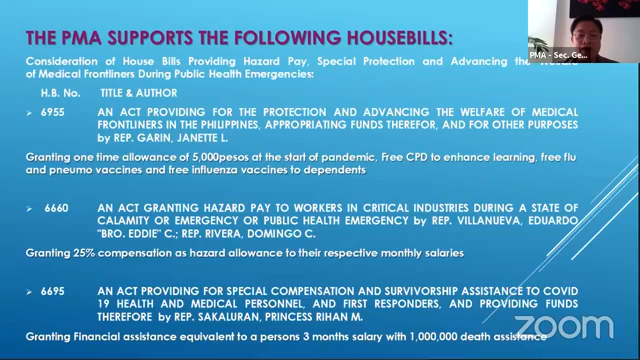 THE PMA SUPPORTS THE FOLLOWING HOUSEBILLS:
PMA - Sec. Ge
Consideration of House Bills Providing Hazard Pay, Special Protection and Advancing the Welfare
of Medical Frontliners During Public Health Emergencies:
H.B. No. TITLE & AUTHOR
➢ 6955 AN ACT PROVIDING FOR THE PROTECTION AND ADVANCING THE WELFARE OF MEDICAL
FRONTLINERS IN THE PHILIPPINES, APPROPRIATING FUNDS THEREFOR, AND FOR OTHER PURPOSES
by REP. GARIN, JANETTE L.
Granting one time allowance of 5,000pesos at the start of pandemic, Free CPD to enhance learning, free flu
and pneumo vaccines and free influenza vaccines to dependents
➢ 6660 AN ACT GRANTING HAZARD PAY TO WORKERS IN CRITICAL INDUSTRIES DURING A STATE OF
CALAMITY OR EMERGENCY OR PUBLIC HEALTH EMERGENCY by REP. VILLANUEVA, EDUARDO
"BRO. EDDIE" C.; REP. RIVERA, DOMINGO C.
Granting 25% compensation as hazard allowance to their respective monthly salaries
➢ 6695 AN ACT PROVIDING FOR SPECIAL COMPENSATION AND SURVIVORSHIP ASSISTANCE TO COVID
19 HEALTH AND MEDICAL PERSONNEL, AND FIRST RESPONDERS, AND PROVIDING FUNDS
THEREFORE by REP. SAKALURAN, PRINCESS RIHAN M.
Granting Financial assistance equivalent to a persons 3 months salary with 1,000,000 death assistance
LIVE
zoom